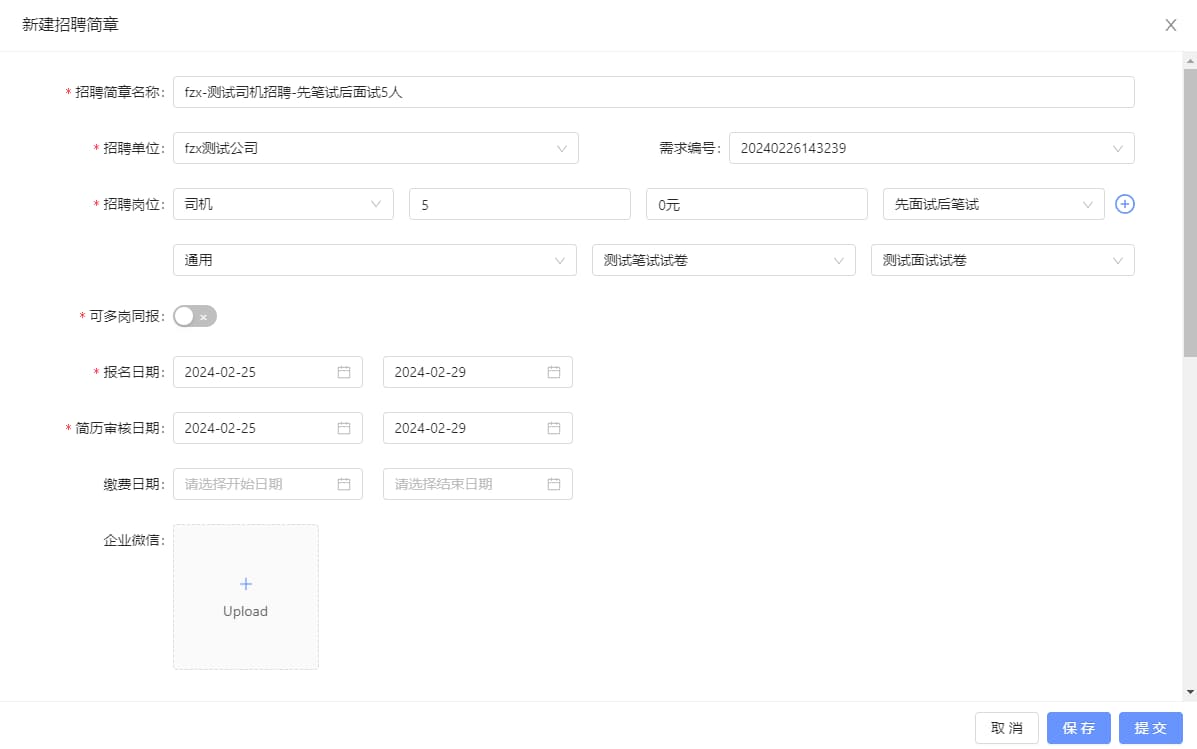 新建招聘简章
* 招聘简章名称: fzx-测试司机招聘-先笔试后面试5人
* 招聘单位: fzx测试公司 需求编号: 20240226143239
* 招聘岗位: 司机 5 0元 先面试后笔试
通用 测试笔试试卷 测试面试试卷
* 可多岗同报:
* 报名日期: 2024-02-25 2024-02-29
* 简历审核日期: 2024-02-25 2024-02-29
缴费日期: 请选择开始日期 请选择结束日期
企业微信:
Upload
取 消 保 存 提 交